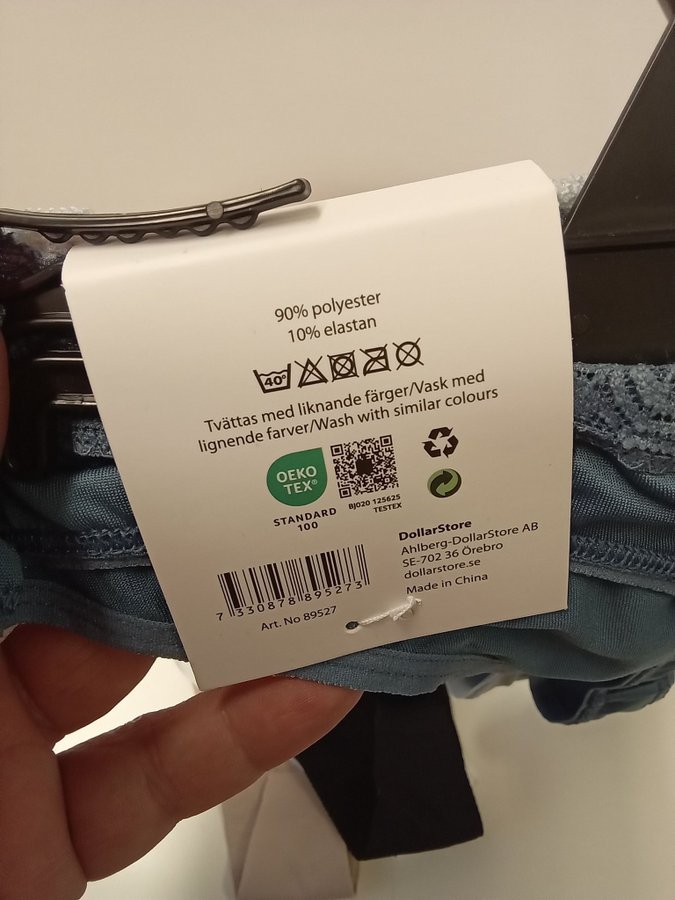 90% polyester
10% elastan
40°
Tvättas med liknande färger/Vask med
lignende farver/Wash with similar colours
OEKO
TEX®
STANDARD
100
BJ020 125625
TESTEX
DollarStore
Ahlberg-DollarStore AB
SE-702 36 Örebro
dollarstore.se
Made in China
7 330878 895273
Art. No 89527